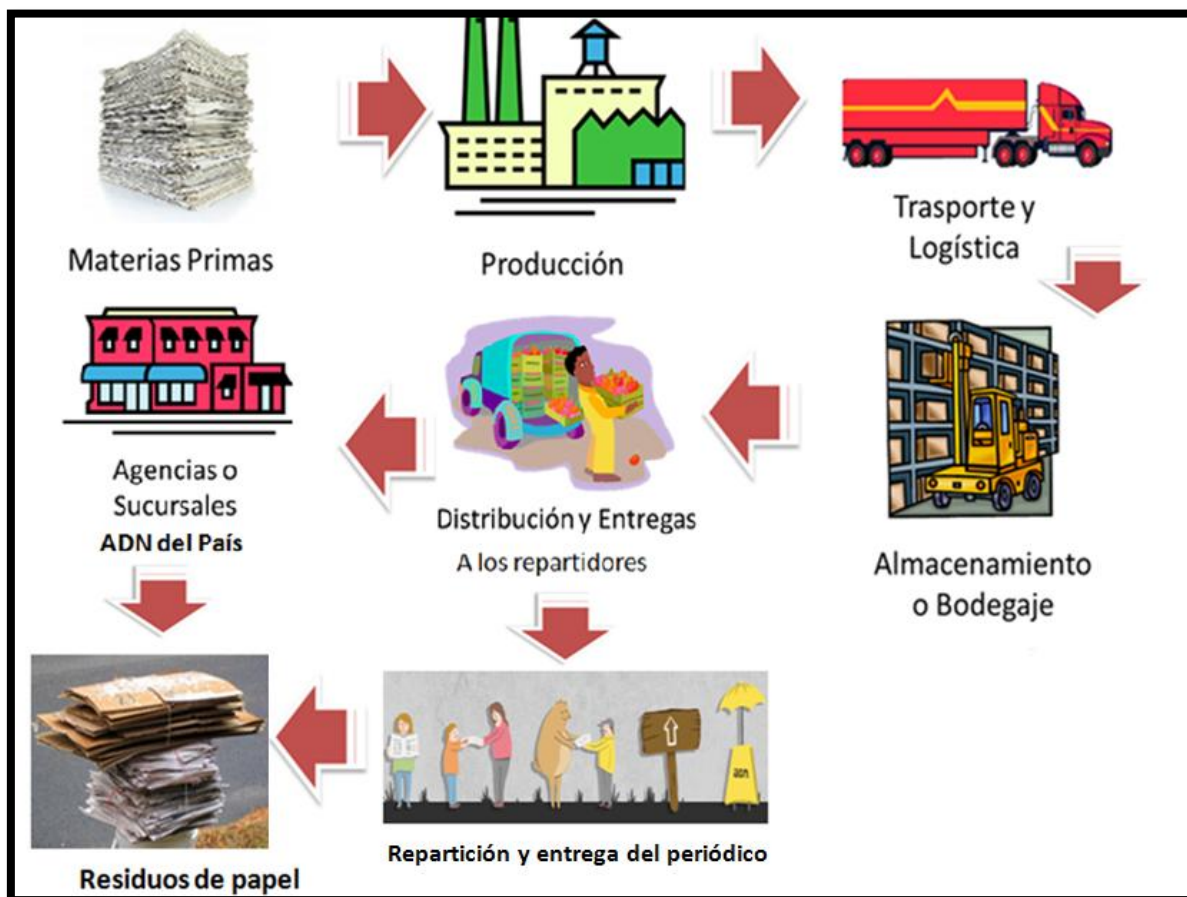 Materias Primas
Producción
Trasporte y
Logística
Agencias o
Sucursales
ADN del País
Distribución y Entregas
A los repartidores
Almacenamiento
o Bodegaje
adn
Repartición y entrega del periódico
Residuos de papel